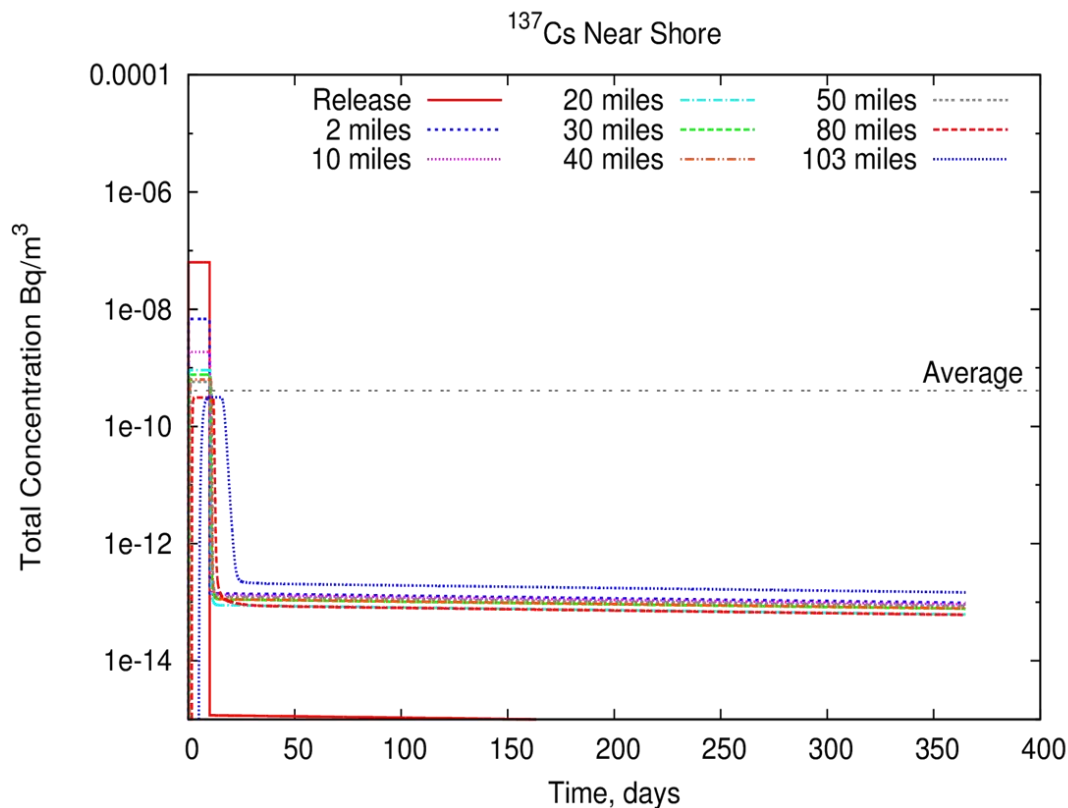 ¹³⁷Cs Near Shore
Total Concentration Bq/m³
0.0001
1e-06
1e-08
1e-10
1e-12
1e-14
Release
2 miles
10 miles
20 miles
30 miles
40 miles
50 miles
80 miles
103 miles
Average
0 50 100 150 200 250 300 350 400
Time, days